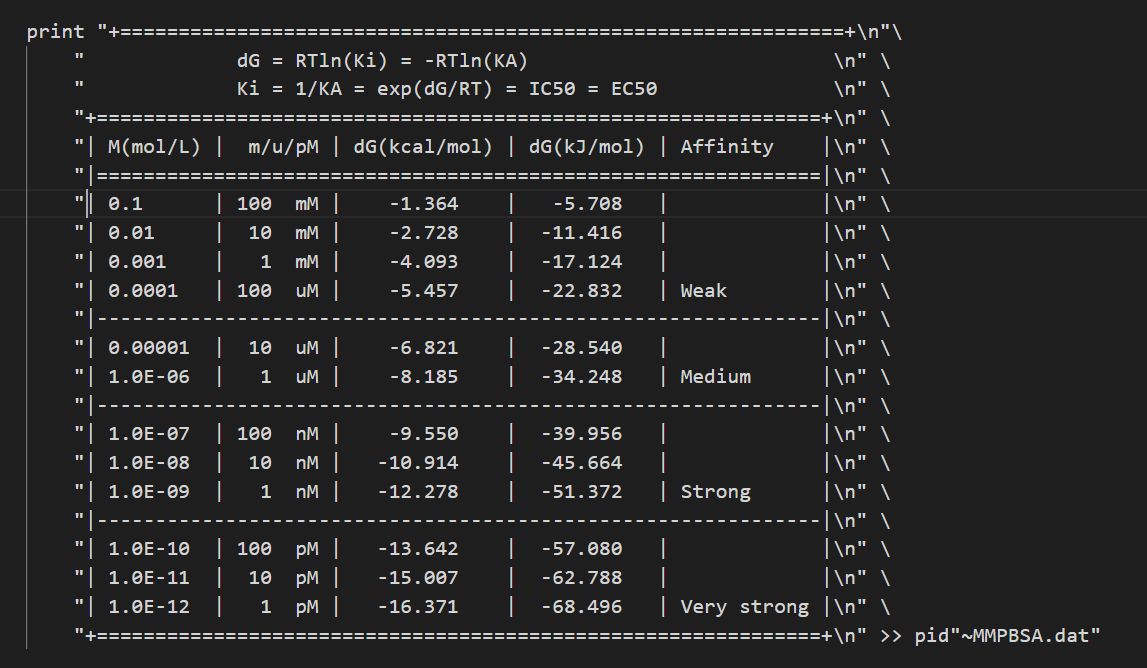 print "+==============================================================+\n"\
"            dG = RTln(Ki) = -RTln(KA)                          \n" \
"            Ki = 1/KA = exp(dG/RT) = IC50 = EC50               \n" \
"+==============================================================+\n" \
"| M(mol/L) |  m/u/pM | dG(kcal/mol) | dG(kJ/mol) | Affinity    |\n" \
"|==============================================================|\n" \
"| 0.1      | 100  mM |    -1.364    |   -5.708   |             |\n" \
"| 0.01     |  10  mM |    -2.728    |  -11.416   |             |\n" \
"| 0.001    |   1  mM |    -4.093    |  -17.124   |             |\n" \
"| 0.0001   | 100  uM |    -5.457    |  -22.832   | Weak        |\n" \
"|--------------------------------------------------------------|\n" \
"| 0.00001  |  10  uM |    -6.821    |  -28.540   |             |\n" \
"| 1.0E-06  |   1  uM |    -8.185    |  -34.248   | Medium      |\n" \
"|--------------------------------------------------------------|\n" \
"| 1.0E-07  | 100  nM |    -9.550    |  -39.956   |             |\n" \
"| 1.0E-08  |  10  nM |   -10.914    |  -45.664   |             |\n" \
"| 1.0E-09  |   1  nM |   -12.278    |  -51.372   | Strong      |\n" \
"|--------------------------------------------------------------|\n" \
"| 1.0E-10  | 100  pM |   -13.642    |  -57.080   |             |\n" \
"| 1.0E-11  |  10  pM |   -15.007    |  -62.788   |             |\n" \
"| 1.0E-12  |   1  pM |   -16.371    |  -68.496   | Very strong |\n" \
"+==============================================================+\n" >> pid"~MMPBSA.dat"